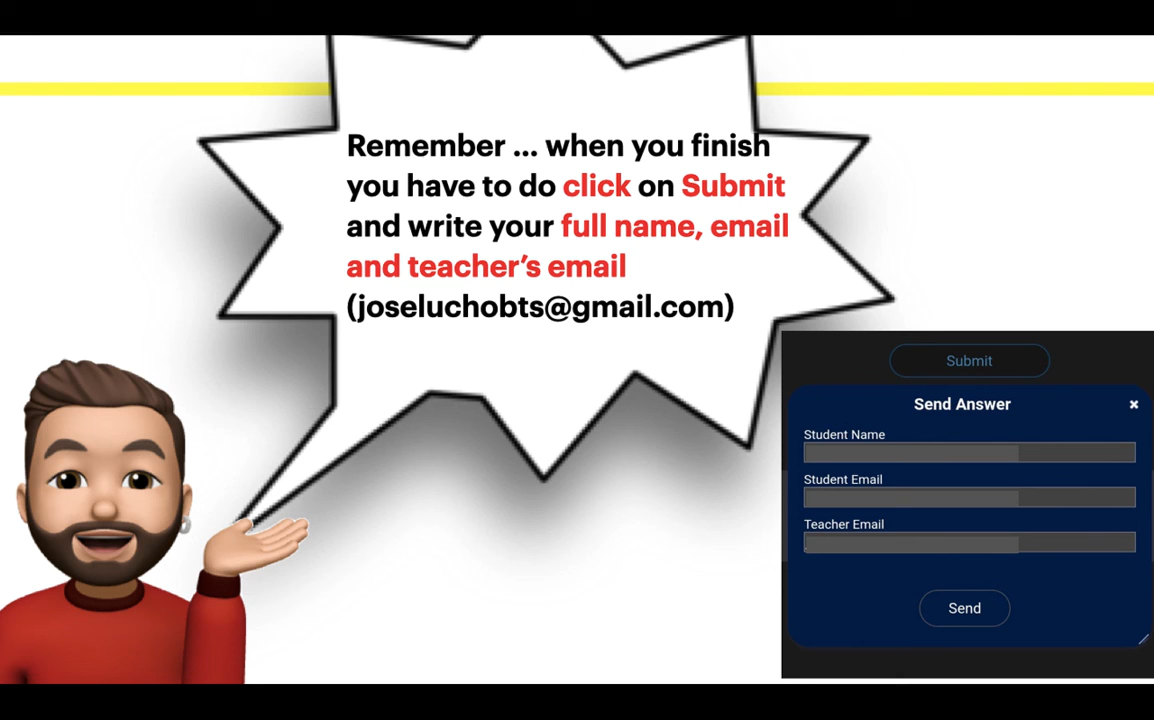 Remember ... when you finish
you have to do click on Submit
and write your full name, email
and teacher's email
(joseluchobts@gmail.com)
Submit
Send Answer
Student Name
Student Email
Teacher Email
Send